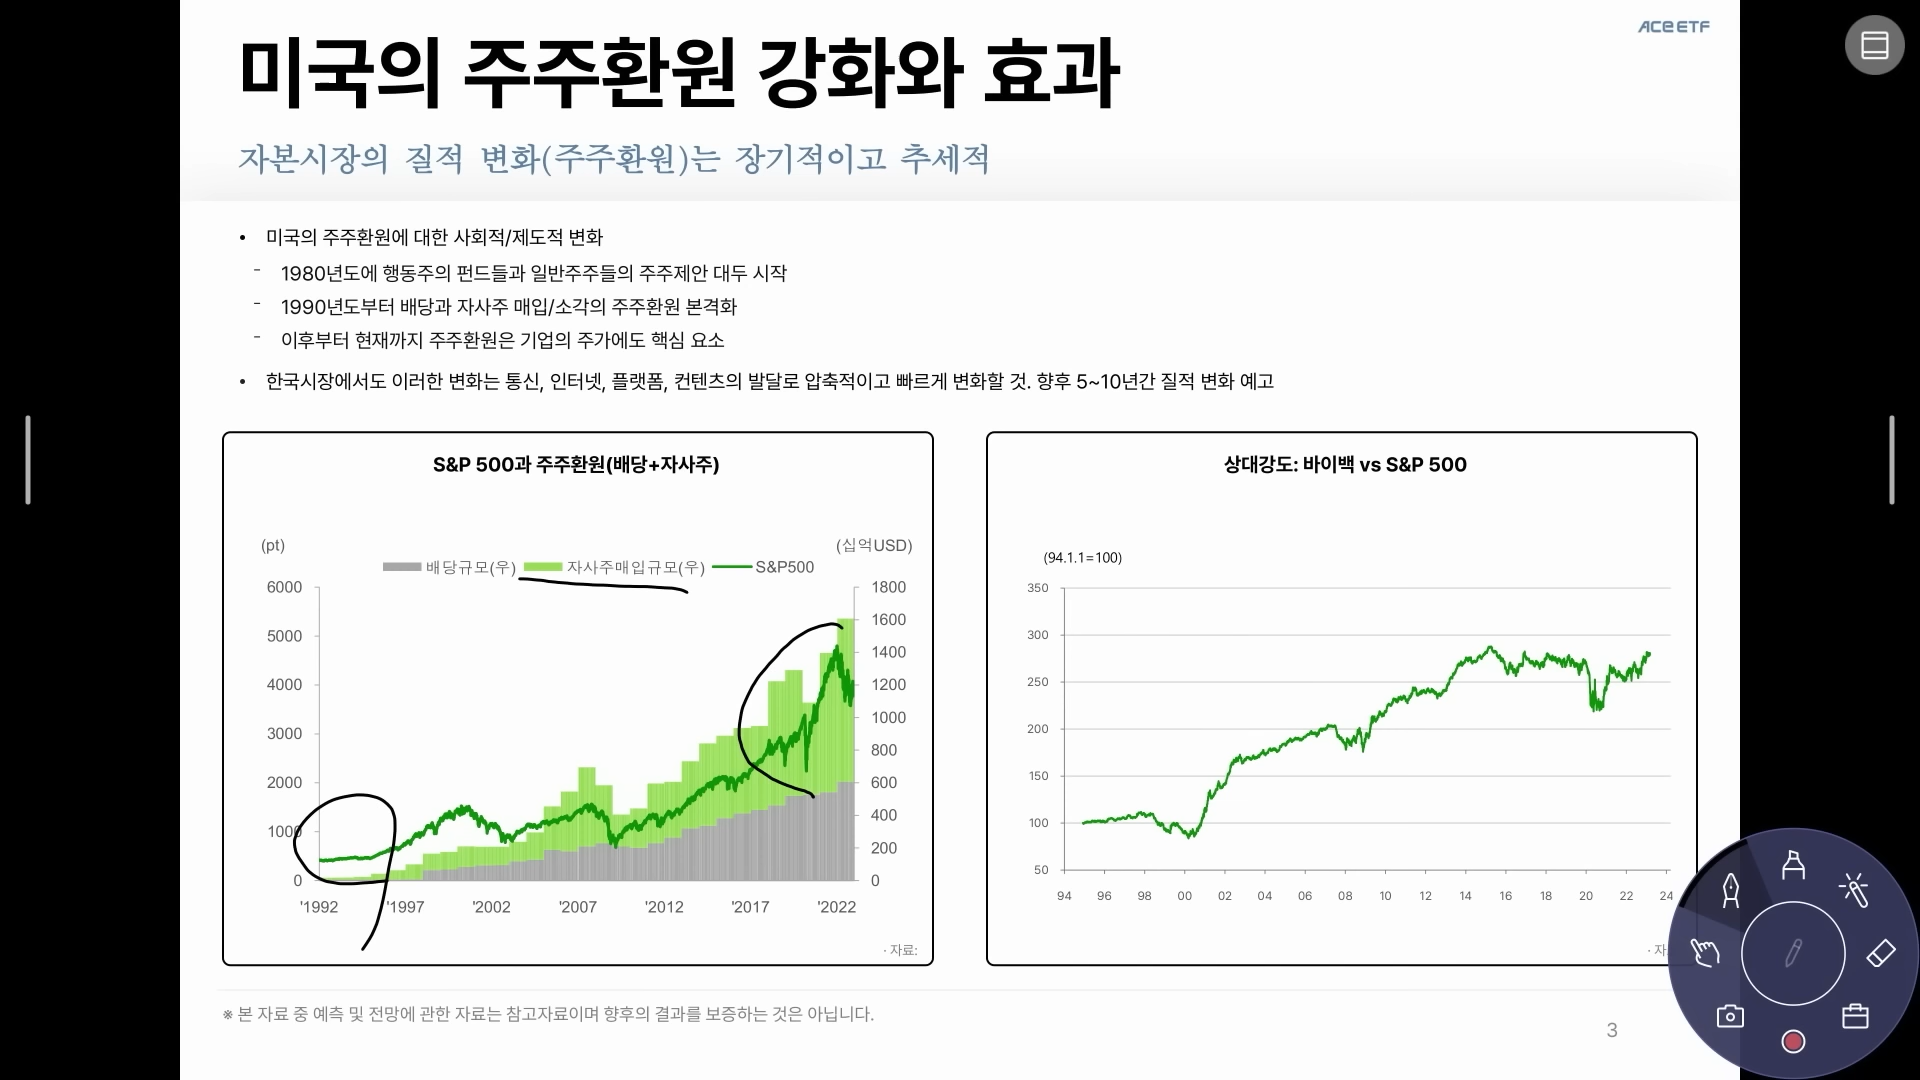 ACE ETF
미국의 주주환원 강화와 효과
자본시장의 질적 변화(주주환원)는 장기적이고 추세적
• 미국의 주주환원에 대한 사회적/제도적 변화
- 1980년도에 행동주의 펀드들과 일반주주들의 주주제안 대두 시작
- 1990년도부터 배당과 자사주 매입/소각의 주주환원 본격화
- 이후부터 현재까지 주주환원은 기업의 주가에도 핵심 요소
• 한국시장에서도 이러한 변화는 통신, 인터넷, 플랫폼, 컨텐츠의 발달로 압축적이고 빠르게 변화할 것. 향후 5~10년간 질적 변화 예고
S&P 500과 주주환원(배당+자사주)
(pt)
(십억USD)
배당규모(우) 자사주매입규모(우) S&P500
6000
5000
4000
3000
2000
1000
0
1800
1600
1400
1200
1000
800
600
400
200
0
'1992 '1997 '2002 '2007 '2012 '2017 '2022
· 자료:
상대강도: 바이백 vs S&P 500
(94.1.1=100)
350
300
250
200
150
100
50
94 96 98 00 02 04 06 08 10 12 14 16 18 20 22 24
· 자
※ 본 자료 중 예측 및 전망에 관한 자료는 참고자료이며 향후의 결과를 보증하는 것은 아닙니다.
3